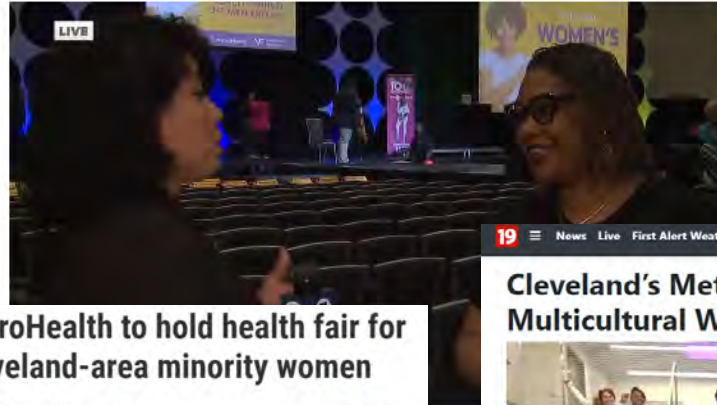 LIVE
WOMEN'S
19 News Live First Alert Weat
Cleveland's Met
Multicultural W
roHealth to hold health fair for
veland-area minority women